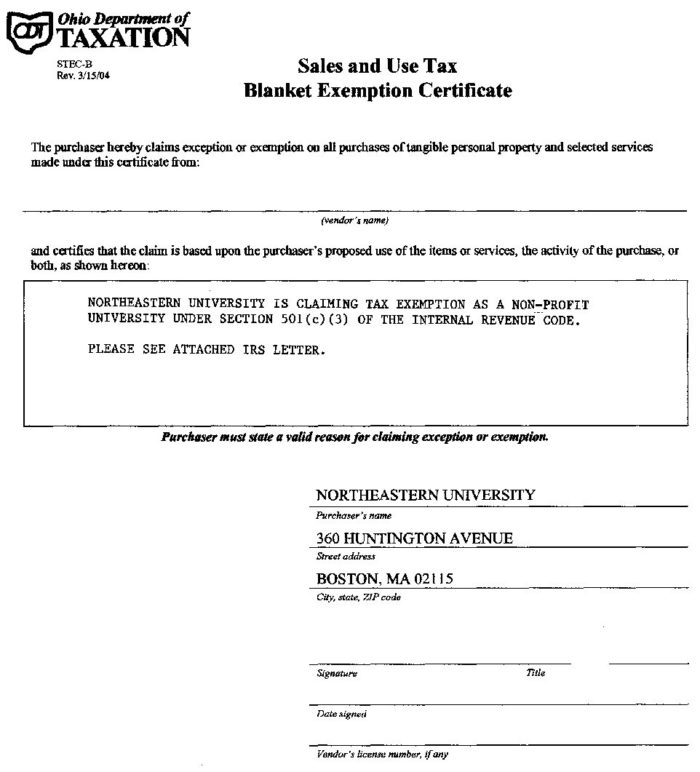 ODT
Ohio Department of
TAXATION
STEC-B
Rev. 3/15/04
Sales and Use Tax
Blanket Exemption Certificate
The purchaser hereby claims exception or exemption on all purchases of tangible personal property and selected services
made under this certificate from:
(vendor's name)
and certifies that the claim is based upon the purchaser's proposed use of the items or services, the activity of the purchase, or
both, as shown hereon:
NORTHEASTERN UNIVERSITY IS CLAIMING TAX EXEMPTION AS A NON-PROFIT
UNIVERSITY UNDER SECTION 501(c)(3) OF THE INTERNAL REVENUE CODE.
PLEASE SEE ATTACHED IRS LETTER.
Purchaser must state a valid reason for claiming exception or exemption.
NORTHEASTERN UNIVERSITY
Purchaser's name
360 HUNTINGTON AVENUE
Street address
BOSTON, MA 02115
City, state, ZIP code
Signature Title
Date signed
Vendor's license number, if any